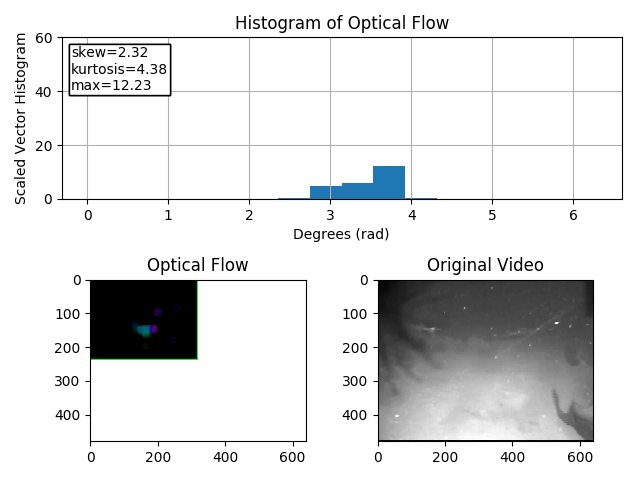 Histogram of Optical Flow
Scaled Vector Histogram
60
40
20
0
skew=2.32
kurtosis=4.38
max=12.23
0 1 2 3 4 5 6
Degrees (rad)
Optical Flow
0
100
200
300
400
0 200 400 600
Original Video
0
100
200
300
400
0 200 400 600